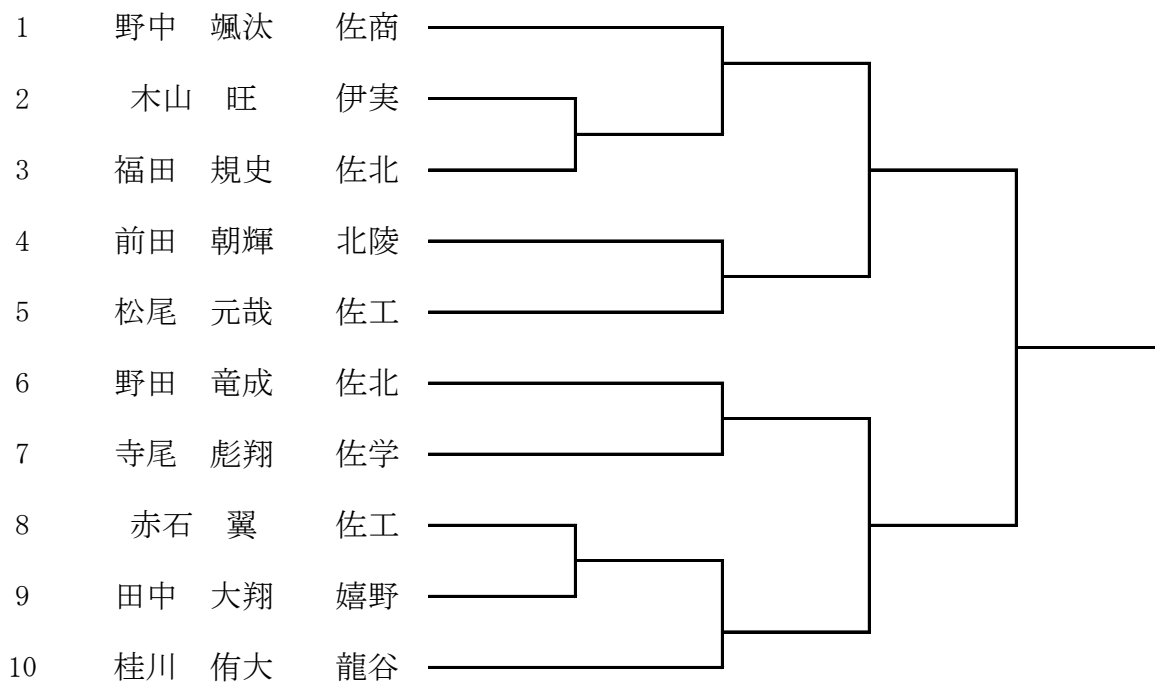 1 野中 颯汰 佐商
2 木山 旺 伊実
3 福田 規史 佐北
4 前田 朝輝 北陵
5 松尾 元哉 佐工
6 野田 竜成 佐北
7 寺尾 彪翔 佐学
8 赤石 翼 佐工
9 田中 大翔 嬉野
10 桂川 侑大 龍谷